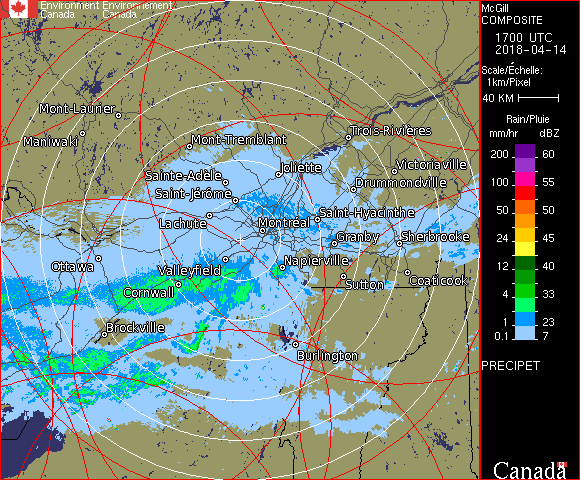 Environment Environnement
Canada Canada
McGill
COMPOSITE
1700 UTC
2018-04-14
Scale/Échelle:
1km/Pixel
40 KM
Rain/Pluie
mm/hr dBZ
200 60
100 55
50 50
24 45
12 40
4 33
1 23
0.1 7
PRECIPET
Canada
Mont-Laurier
Maniwaki
Mont-Tremblant
Trois-Rivières
Sainte-Adèle
Joliette
Victoriaville
Saint-Jérôme
Drummondville
Lachute
Montréal
Saint-Hyacinthe
Granby
Sherbrooke
Ottawa
Valleyfield
Napierville
Cornwall
Sutton
Coaticook
Brockville
Burlington